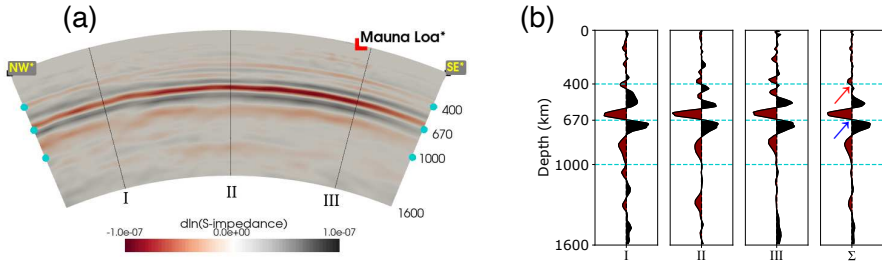 (a)
Mauna Loa*
NW*
SE*
400
670
1000
1600
I
II
III
dln(S-impedance)
-1.0e-07 0.0e+00 1.0e-07
(b)
Depth (km)
0
400
670
1000
1600
I II III Σ